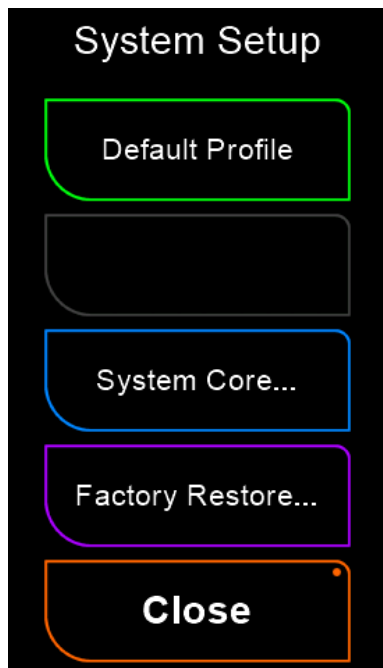 System Setup
Default Profile
System Core...
Factory Restore...
Close